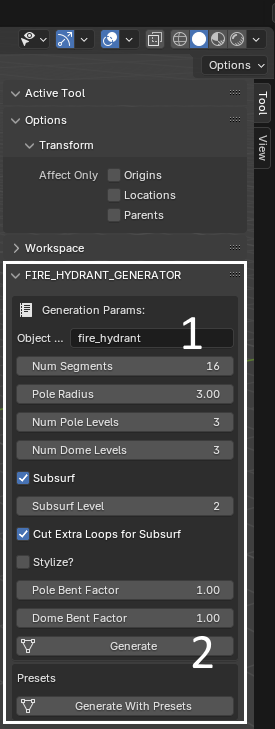 Options
Active Tool
Options
Transform
Affect Only Origins
Locations
Parents
Workspace
FIRE_HYDRANT_GENERATOR
Generation Params:
Object ... fire_hydrant 1
Num Segments 16
Pole Radius 3.00
Num Pole Levels 3
Num Dome Levels 3
Subsurf
Subsurf Level 2
Cut Extra Loops for Subsurf
Stylize?
Pole Bent Factor 1.00
Dome Bent Factor 1.00
Generate 2
Presets
Generate With Presets
Tool
View